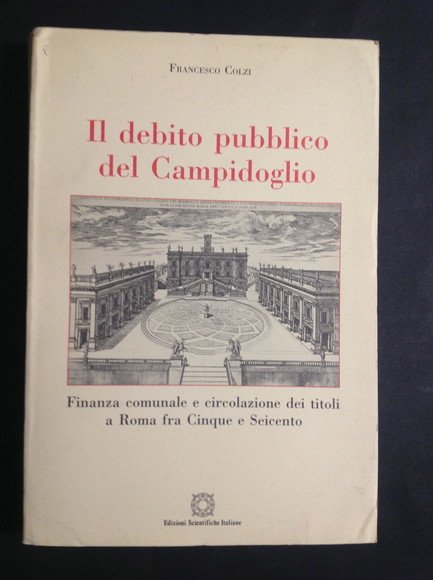 FRANCESCO COLZI
Il debito pubblico
del Campidoglio
Finanza comunale e circolazione dei titoli
a Roma fra Cinque e Seicento
Edizioni Scientifiche Italiane